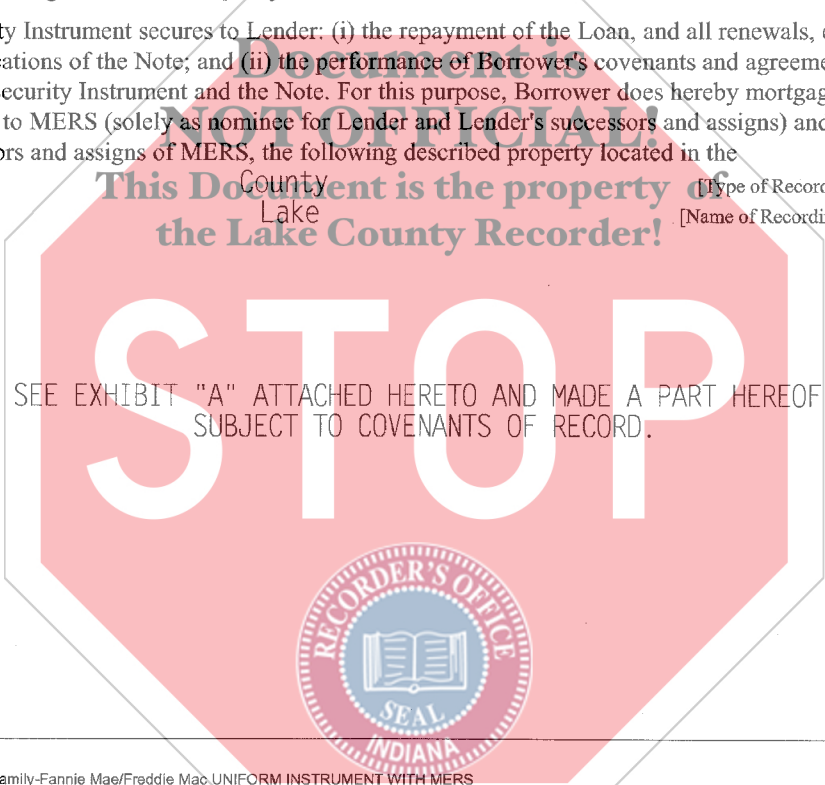 ty Instrument secures to Lender: (i) the repayment of the Loan, and all renewals,
cations of the Note; and (ii) the performance of Borrower's covenants and agreeme
Document is
ecurity Instrument and the Note. For this purpose, Borrower does hereby mortgag
NOT OFFICIAL!
to MERS (solely as nominee for Lender and Lender's successors and assigns) and
ors and assigns of MERS, the following described property located in the
This Document is the property of
County [Type of Record
Lake [Name of Recordi
the Lake County Recorder!
STOP
SEE EXHIBIT "A" ATTACHED HERETO AND MADE A PART HEREOF
SUBJECT TO COVENANTS OF RECORD.
RECORDER'S OFFICE
SEAL
INDIANA
amily-Fannie Mae/Freddie Mac UNIFORM INSTRUMENT WITH MERS